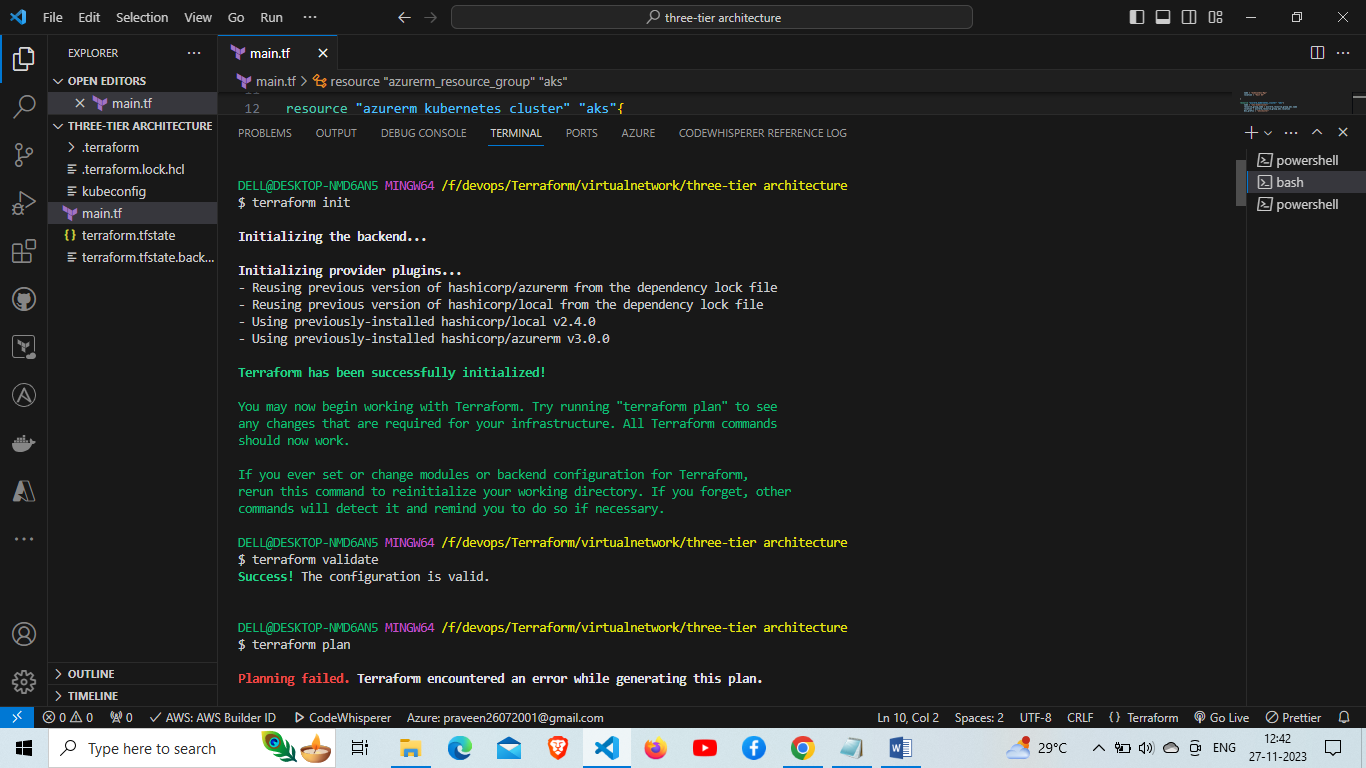 File Edit Selection View Go Run ··· three-tier architecture
EXPLORER ···
OPEN EDITORS
main.tf
THREE-TIER ARCHITECTURE
.terraform
.terraform.lock.hcl
kubeconfig
main.tf
terraform.tfstate
terraform.tfstate.back...
OUTLINE
TIMELINE
main.tf
main.tf > resource "azurerm_resource_group" "aks"
12 resource "azurerm_kubernetes_cluster" "aks"{
PROBLEMS OUTPUT DEBUG CONSOLE TERMINAL PORTS AZURE CODEWHISPERER REFERENCE LOG
DELL@DESKTOP-NMD6AN5 MINGW64 /f/devops/Terraform/virtualnetwork/three-tier architecture
$ terraform init
Initializing the backend...
Initializing provider plugins...
- Reusing previous version of hashicorp/azurerm from the dependency lock file
- Reusing previous version of hashicorp/local from the dependency lock file
- Using previously-installed hashicorp/local v2.4.0
- Using previously-installed hashicorp/azurerm v3.0.0
Terraform has been successfully initialized!
You may now begin working with Terraform. Try running "terraform plan" to see
any changes that are required for your infrastructure. All Terraform commands
should now work.
If you ever set or change modules or backend configuration for Terraform,
rerun this command to reinitialize your working directory. If you forget, other
commands will detect it and remind you to do so if necessary.
DELL@DESKTOP-NMD6AN5 MINGW64 /f/devops/Terraform/virtualnetwork/three-tier architecture
$ terraform validate
Success! The configuration is valid.
DELL@DESKTOP-NMD6AN5 MINGW64 /f/devops/Terraform/virtualnetwork/three-tier architecture
$ terraform plan
Planning failed. Terraform encountered an error while generating this plan.
powershell
bash
powershell
0 0 0 AWS: AWS Builder ID CodeWhisperer Azure: praveen26072001@gmail.com Ln 10, Col 2 Spaces: 2 UTF-8 CRLF {} Terraform Go Live Prettier
Type here to search 29°C ENG 12:42
27-11-2023